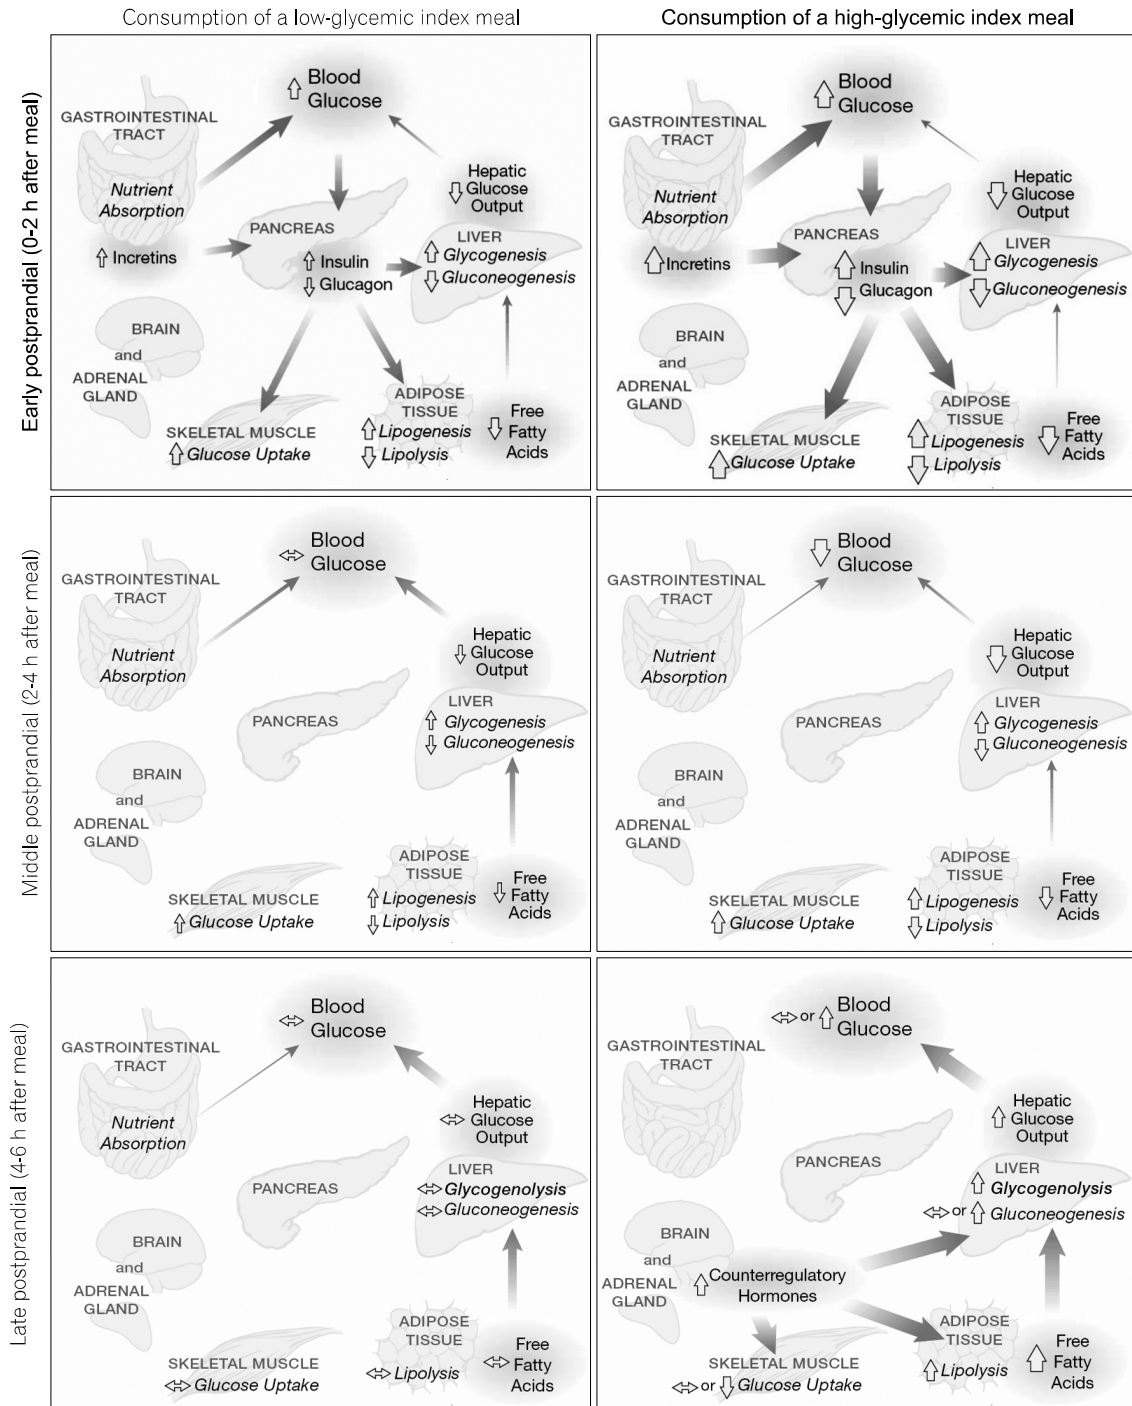 Consumption of a low-glycemic index meal
Consumption of a high-glycemic index meal
Early postprandial (0-2 h after meal)
Blood
Glucose
GASTROINTESTINAL
TRACT
Nutrient
Absorption
Incretins
Hepatic
Glucose
Output
PANCREAS
Insulin
Glucagon
LIVER
Glycogenesis
Gluconeogenesis
BRAIN
and
ADRENAL
GLAND
SKELETAL MUSCLE
Glucose Uptake
ADIPOSE
TISSUE
Lipogenesis
Lipolysis
Free
Fatty
Acids
Blood
Glucose
GASTROINTESTINAL
TRACT
Nutrient
Absorption
Incretins
Hepatic
Glucose
Output
PANCREAS
Insulin
Glucagon
LIVER
Glycogenesis
Gluconeogenesis
BRAIN
and
ADRENAL
GLAND
SKELETAL MUSCLE
Glucose Uptake
ADIPOSE
TISSUE
Lipogenesis
Lipolysis
Free
Fatty
Acids
Middle postprandial (2-4 h after meal)
Blood
Glucose
GASTROINTESTINAL
TRACT
Nutrient
Absorption
Hepatic
Glucose
Output
PANCREAS
LIVER
Glycogenesis
Gluconeogenesis
BRAIN
and
ADRENAL
GLAND
SKELETAL MUSCLE
Glucose Uptake
ADIPOSE
TISSUE
Lipogenesis
Lipolysis
Free
Fatty
Acids
Blood
Glucose
GASTROINTESTINAL
TRACT
Nutrient
Absorption
Hepatic
Glucose
Output
PANCREAS
LIVER
Glycogenesis
Gluconeogenesis
BRAIN
and
ADRENAL
GLAND
SKELETAL MUSCLE
Glucose Uptake
ADIPOSE
TISSUE
Lipogenesis
Lipolysis
Free
Fatty
Acids
Late postprandial (4-6 h after meal)
Blood
Glucose
GASTROINTESTINAL
TRACT
Nutrient
Absorption
Hepatic
Glucose
Output
PANCREAS
LIVER
Glycogenolysis
Gluconeogenesis
BRAIN
and
ADRENAL
GLAND
SKELETAL MUSCLE
Glucose Uptake
ADIPOSE
TISSUE
Lipolysis
Free
Fatty
Acids
or Blood
Glucose
GASTROINTESTINAL
TRACT
Hepatic
Glucose
Output
PANCREAS
LIVER
Glycogenolysis
or Gluconeogenesis
BRAIN
and
ADRENAL
GLAND
Counterregulatory
Hormones
SKELETAL MUSCLE
or Glucose Uptake
ADIPOSE
TISSUE
Lipolysis
Free
Fatty
Acids